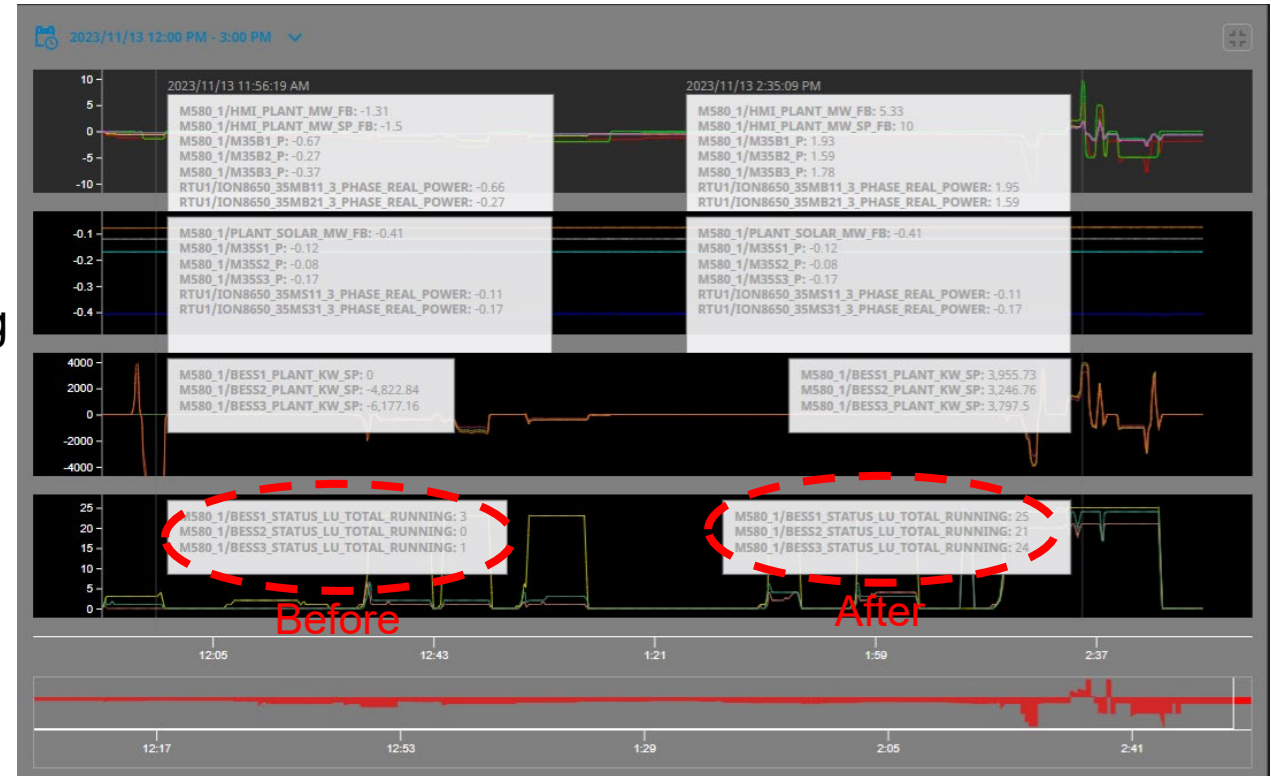 2023/11/13 12:00 PM - 3:00 PM
10
5
0
-5
-10
2023/11/13 11:56:19 AM
M580_1/HMI_PLANT_MW_FB: -1.31
M580_1/HMI_PLANT_MW_SP_FB: -1.5
M580_1/M35B1_P: -0.67
M580_1/M35B2_P: -0.27
M580_1/M35B3_P: -0.37
RTU1/ION8650_35MB11_3_PHASE_REAL_POWER: -0.66
RTU1/ION8650_35MB21_3_PHASE_REAL_POWER: -0.27
2023/11/13 2:35:09 PM
M580_1/HMI_PLANT_MW_FB: 5.33
M580_1/HMI_PLANT_MW_SP_FB: 10
M580_1/M35B1_P: 1.93
M580_1/M35B2_P: 1.59
M580_1/M35B3_P: 1.78
RTU1/ION8650_35MB11_3_PHASE_REAL_POWER: 1.95
RTU1/ION8650_35MB21_3_PHASE_REAL_POWER: 1.59
-0.1
-0.2
-0.3
-0.4
M580_1/PLANT_SOLAR_MW_FB: -0.41
M580_1/M35S1_P: -0.12
M580_1/M35S2_P: -0.08
M580_1/M35S3_P: -0.17
RTU1/ION8650_35MS11_3_PHASE_REAL_POWER: -0.11
RTU1/ION8650_35MS31_3_PHASE_REAL_POWER: -0.17
M580_1/PLANT_SOLAR_MW_FB: -0.41
M580_1/M35S1_P: -0.12
M580_1/M35S2_P: -0.08
M580_1/M35S3_P: -0.17
RTU1/ION8650_35MS11_3_PHASE_REAL_POWER: -0.11
RTU1/ION8650_35MS31_3_PHASE_REAL_POWER: -0.17
g
4000
2000
0
-2000
-4000
M580_1/BESS1_PLANT_KW_SP: 0
M580_1/BESS2_PLANT_KW_SP: -4,822.84
M580_1/BESS3_PLANT_KW_SP: -6,177.16
M580_1/BESS1_PLANT_KW_SP: 3,955.73
M580_1/BESS2_PLANT_KW_SP: 3,246.76
M580_1/BESS3_PLANT_KW_SP: 3,797.5
25
20
15
10
5
0
M580_1/BESS1_STATUS_LU_TOTAL_RUNNING: 3
M580_1/BESS2_STATUS_LU_TOTAL_RUNNING: 0
M580_1/BESS3_STATUS_LU_TOTAL_RUNNING: 1
Before
M580_1/BESS1_STATUS_LU_TOTAL_RUNNING: 25
M580_1/BESS2_STATUS_LU_TOTAL_RUNNING: 21
M580_1/BESS3_STATUS_LU_TOTAL_RUNNING: 24
After
12:05 12:43 1:21 1:59 2:37
12:17 12:53 1:29 2:05 2:41